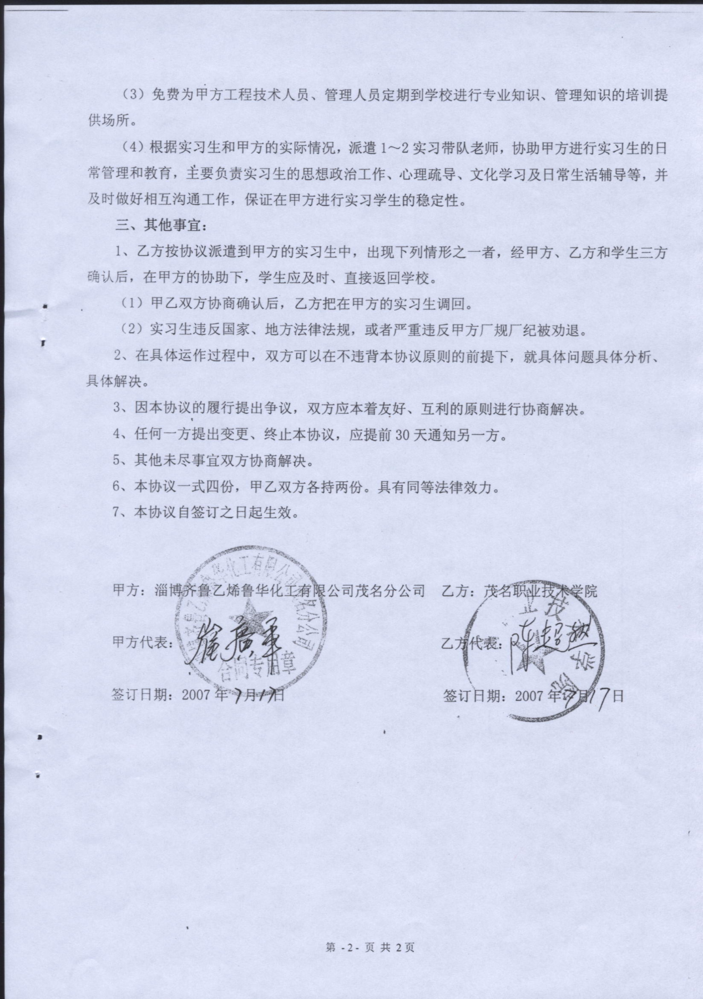 （3）免费为甲方工程技术人员、管理人员定期到学校进行专业知识、管理知识的培训提
供场所。
（4）根据实习生和甲方的实际情况，派遣1～2实习带队老师，协助甲方进行实习生的日
常管理和教育，主要负责实习生的思想政治工作、心理疏导、文化学习及日常生活辅导等，并
及时做好相互沟通工作，保证在甲方进行实习学生的稳定性。
三、其他事宜：
1、乙方按协议派遣到甲方的实习生中，出现下列情形之一者，经甲方、乙方和学生三方
确认后，在甲方的协助下，学生应及时、直接返回学校。
（1）甲乙双方协商确认后，乙方把在甲方的实习生调回。
（2）实习生违反国家、地方法律法规，或者严重违反甲方厂规厂纪被劝退。
2、在具体运作过程中，双方可以在不违背本协议原则的前提下，就具体问题具体分析、
具体解决。
3、因本协议的履行提出争议，双方应本着友好、互利的原则进行协商解决。
4、任何一方提出变更、终止本协议，应提前30天通知另一方。
5、其他未尽事宜双方协商解决。
6、本协议一式四份，甲乙双方各持两份。具有同等法律效力。
7、本协议自签订之日起生效。
甲方：淄博齐鲁乙烯鲁华化工有限公司茂名分公司 乙方：茂名职业技术学院
甲方代表： 乙方代表：陈超然
合同专用章
签订日期：2007年7月17日 签订日期：2007年7月17日
第 -2- 页 共 2 页